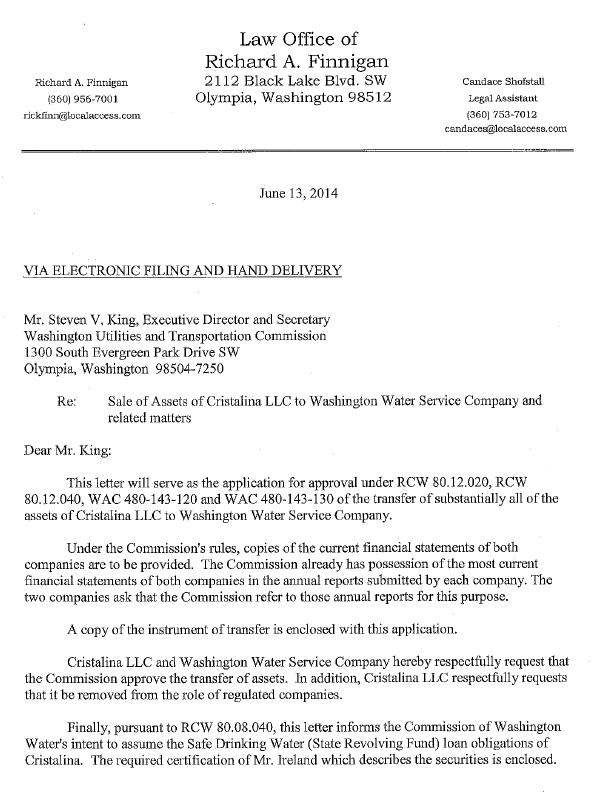 Law Office of
Richard A. Finnigan
2112 Black Lake Blvd. SW
Olympia, Washington 98512
Richard A. Finnigan
(360) 956-7001
rickfinn@localaccess.com
Candace Shofstall
Legal Assistant
(360) 753-7012
candaces@localaccess.com
June 13, 2014
VIA ELECTRONIC FILING AND HAND DELIVERY
Mr. Steven V. King, Executive Director and Secretary
Washington Utilities and Transportation Commission
1300 South Evergreen Park Drive SW
Olympia, Washington 98504-7250
Re: Sale of Assets of Cristalina LLC to Washington Water Service Company and
related matters
Dear Mr. King:
This letter will serve as the application for approval under RCW 80.12.020, RCW
80.12.040, WAC 480-143-120 and WAC 480-143-130 of the transfer of substantially all of the
assets of Cristalina LLC to Washington Water Service Company.
Under the Commission's rules, copies of the current financial statements of both
companies are to be provided. The Commission already has possession of the most current
financial statements of both companies in the annual reports submitted by each company. The
two companies ask that the Commission refer to those annual reports for this purpose.
A copy of the instrument of transfer is enclosed with this application.
Cristalina LLC and Washington Water Service Company hereby respectfully request that
the Commission approve the transfer of assets. In addition, Cristalina LLC respectfully requests
that it be removed from the role of regulated companies.
Finally, pursuant to RCW 80.08.040, this letter informs the Commission of Washington
Water's intent to assume the Safe Drinking Water (State Revolving Fund) loan obligations of
Cristalina. The required certification of Mr. Ireland which describes the securities is enclosed.